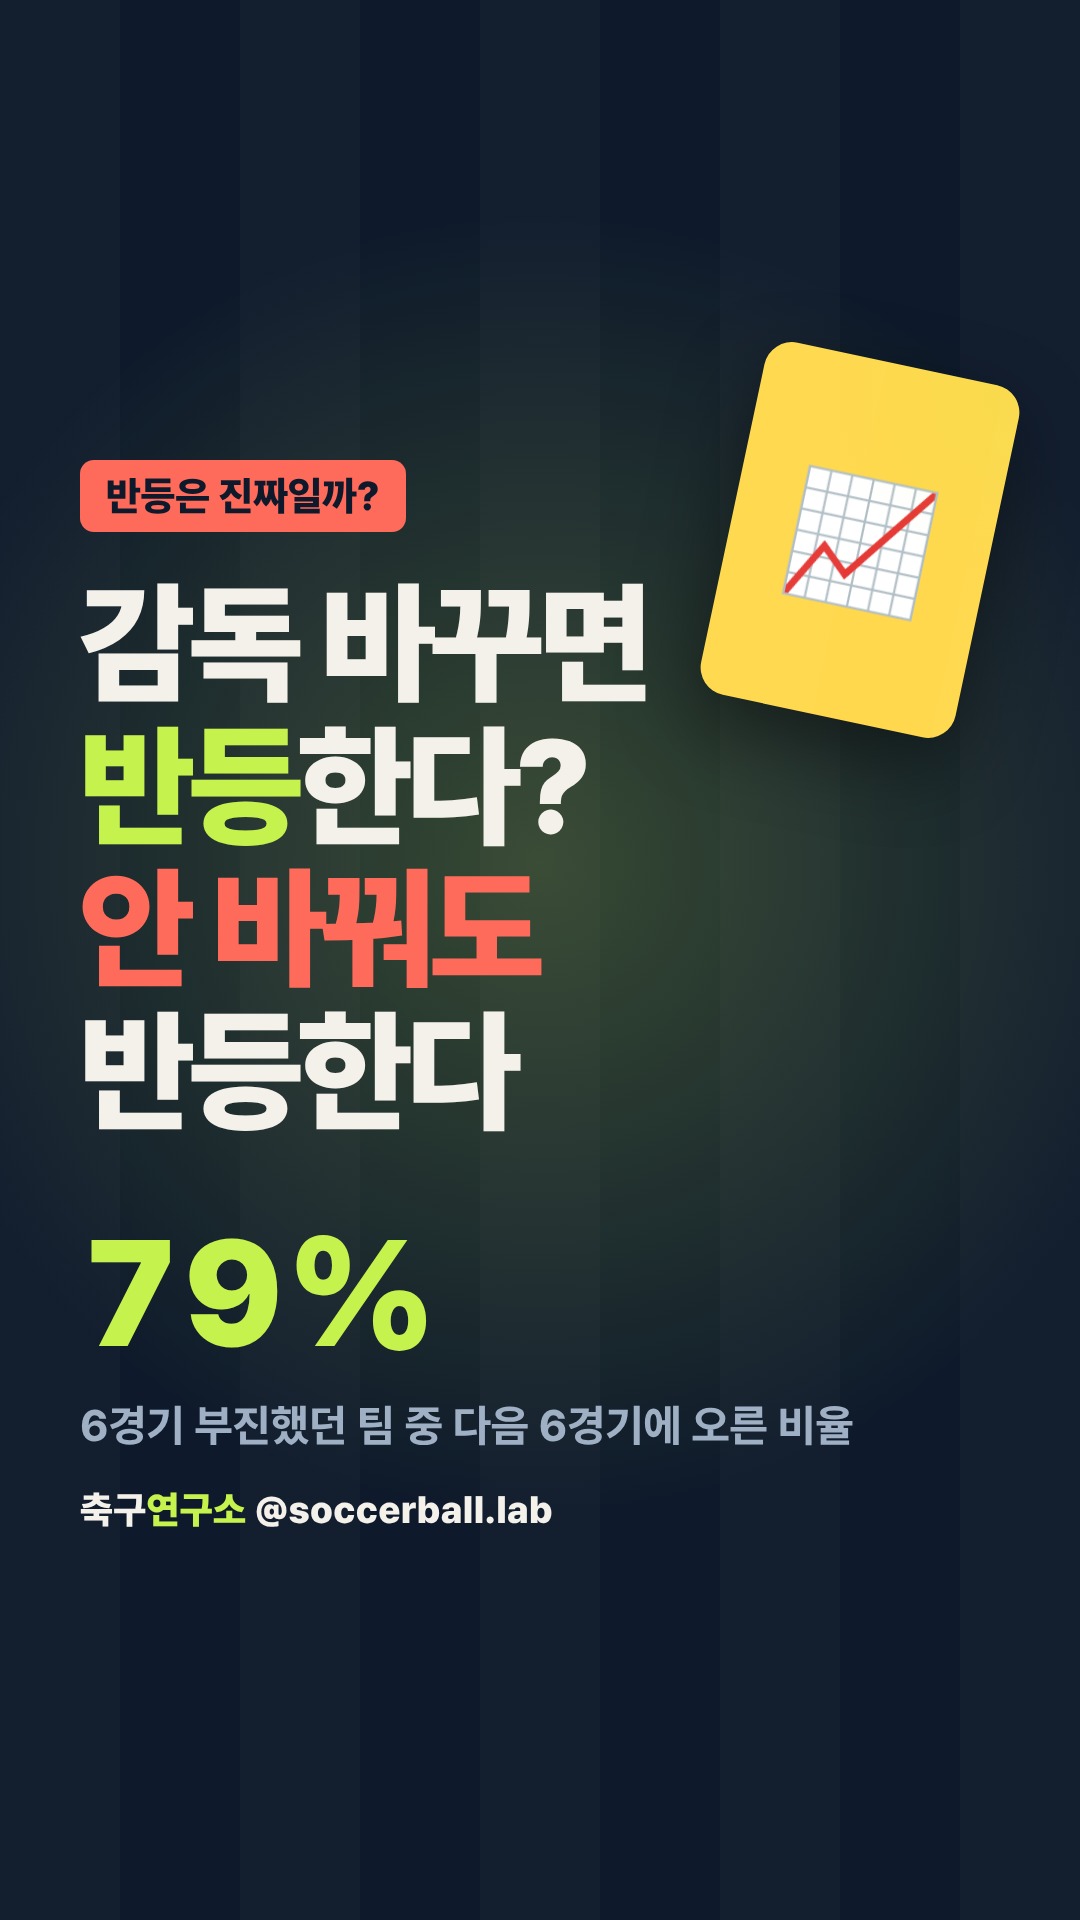 반등은 진짜일까?
감독 바꾸면
반등한다?
안 바꿔도
반등한다
79%
6경기 부진했던 팀 중 다음 6경기에 오른 비율
축구연구소 @soccerball.lab